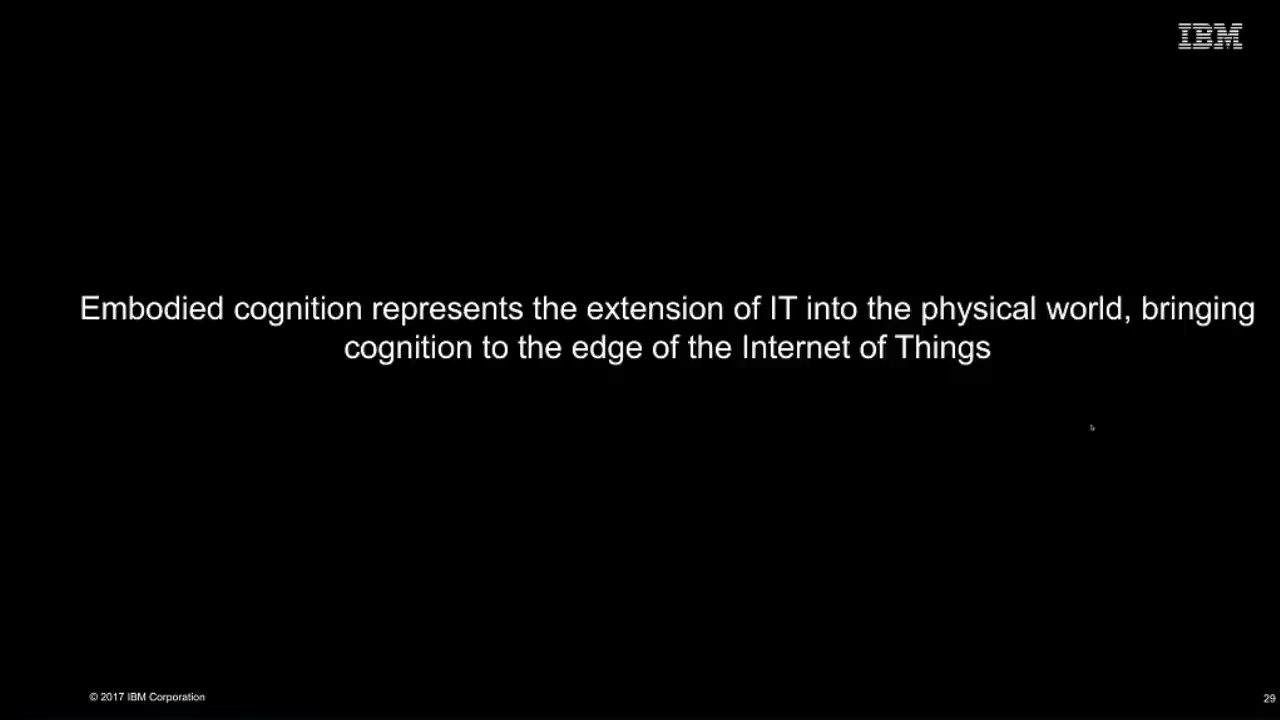 IBM
Embodied cognition represents the extension of IT into the physical world, bringing
cognition to the edge of the Internet of Things
© 2017 IBM Corporation
29